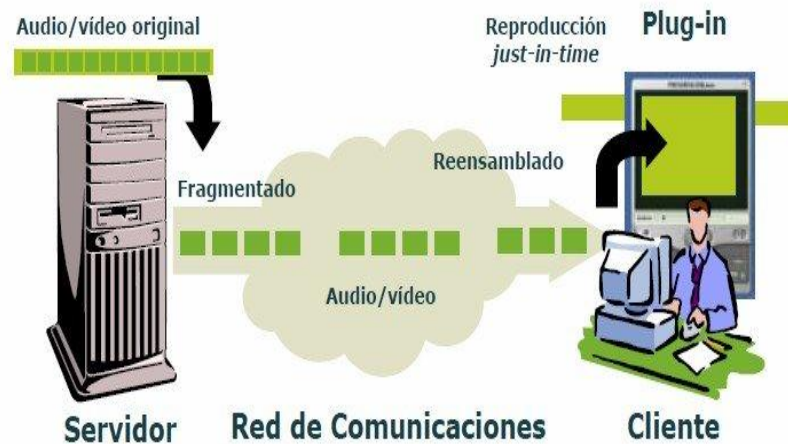 Audio/vídeo original
Reproducción
just-in-time
Plug-in
Fragmentado
Reensamblado
Audio/vídeo
Servidor
Red de Comunicaciones
Cliente